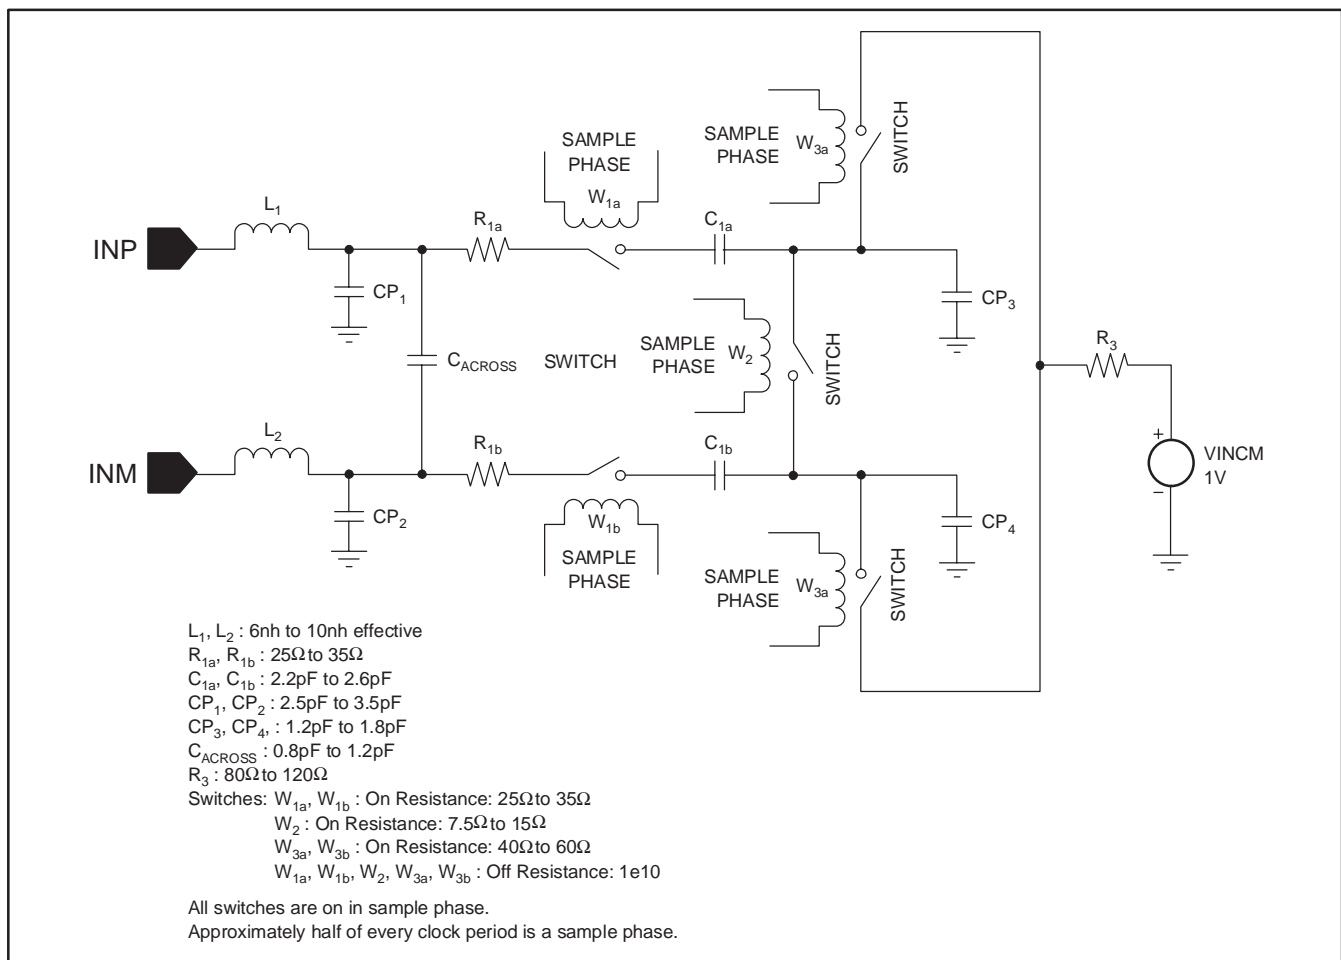 SAMPLE
PHASE
W3a
SWITCH
SAMPLE
PHASE
W1a
L1
R1a
C1a
INP
CP1
CP3
SAMPLE
PHASE
W2
SWITCH
R3
CACROSS
SWITCH
L2
R1b
C1b
+
VINCM
1V
–
INM
CP2
W1b
SAMPLE
PHASE
CP4
SAMPLE
PHASE
W3a
SWITCH
L1, L2 : 6nh to 10nh effective
R1a, R1b : 25Ω to 35Ω
C1a, C1b : 2.2pF to 2.6pF
CP1, CP2 : 2.5pF to 3.5pF
CP3, CP4, : 1.2pF to 1.8pF
CACROSS : 0.8pF to 1.2pF
R3 : 80Ω to 120Ω
Switches: W1a, W1b : On Resistance: 25Ω to 35Ω
W2 : On Resistance: 7.5Ω to 15Ω
W3a, W3b : On Resistance: 40Ω to 60Ω
W1a, W1b, W2, W3a, W3b : Off Resistance: 1e10
All switches are on in sample phase.
Approximately half of every clock period is a sample phase.